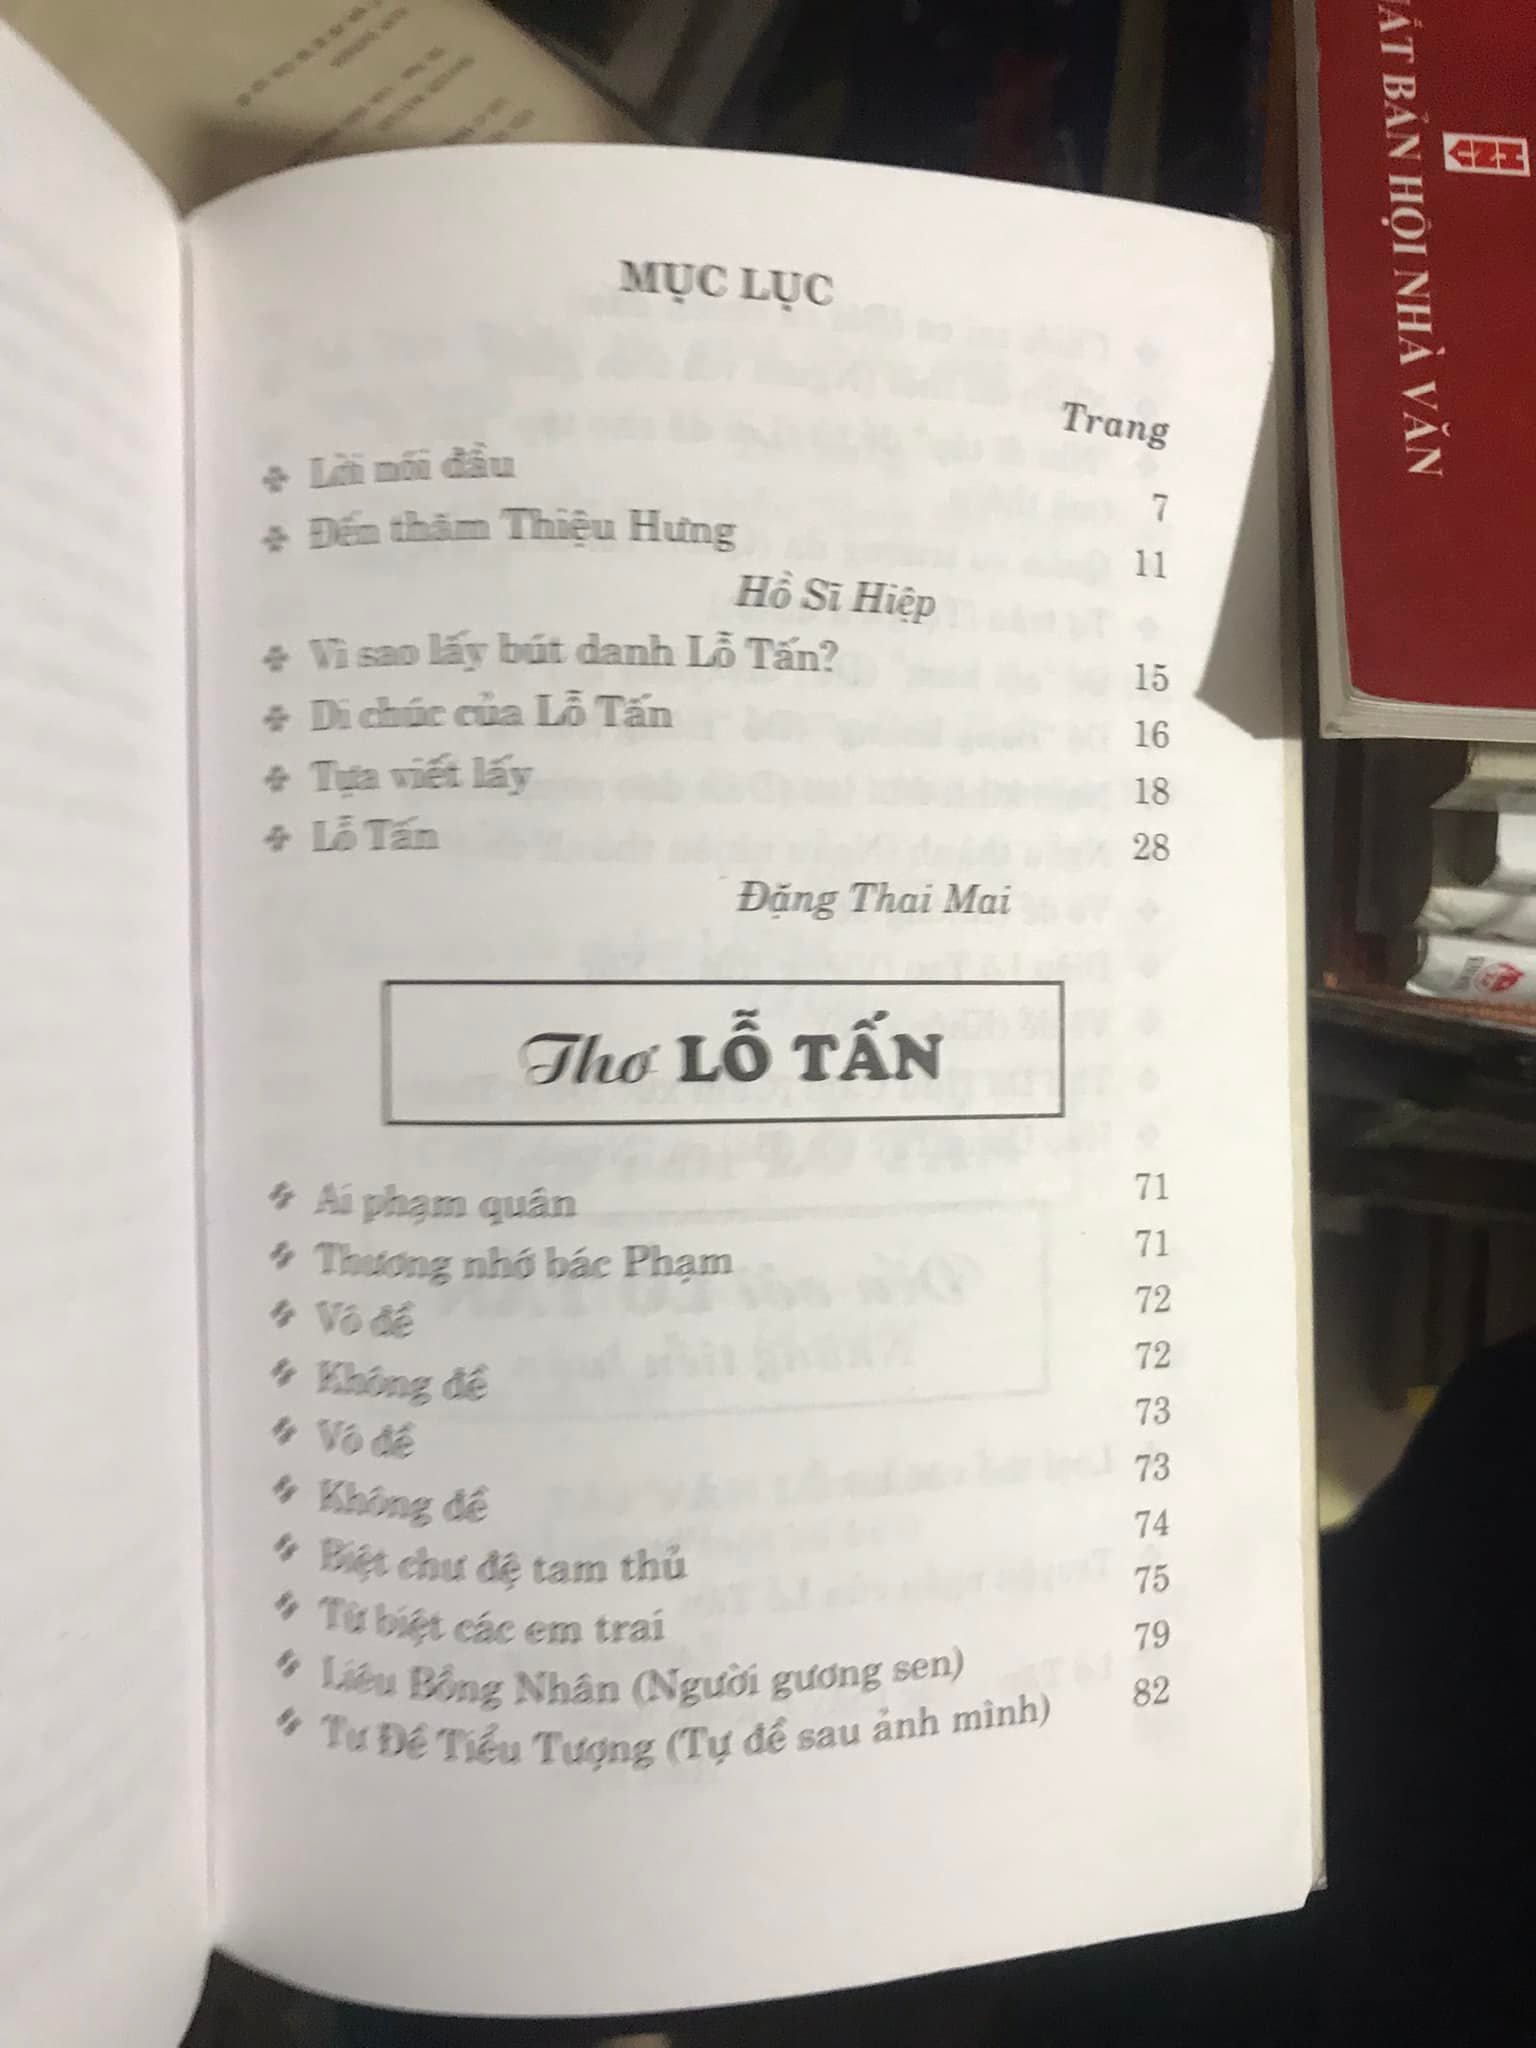 MỤC LỤC
Trang
Lời nói đầu 7
Đến thăm Thiệu Hưng 11
Hồ Sĩ Hiệp
Vì sao lấy bút danh Lỗ Tấn? 15
Di chúc của Lỗ Tấn 16
Tựa viết lấy 18
Lỗ Tấn 28
Đặng Thai Mai
Thơ LỖ TẤN
Ai phạm quân 71
Thương nhớ bác Phạm 71
Vô đề 72
Không đề 72
Vô đề 73
Không đề 73
Biệt chư đệ tam thủ 74
Từ biệt các em trai 75
Liên Bồng Nhân (Người gương sen) 79
Tư Đề Tiểu Tượng (Tự đề sau ảnh mình) 82
BẢN HỘI NHÀ VĂN